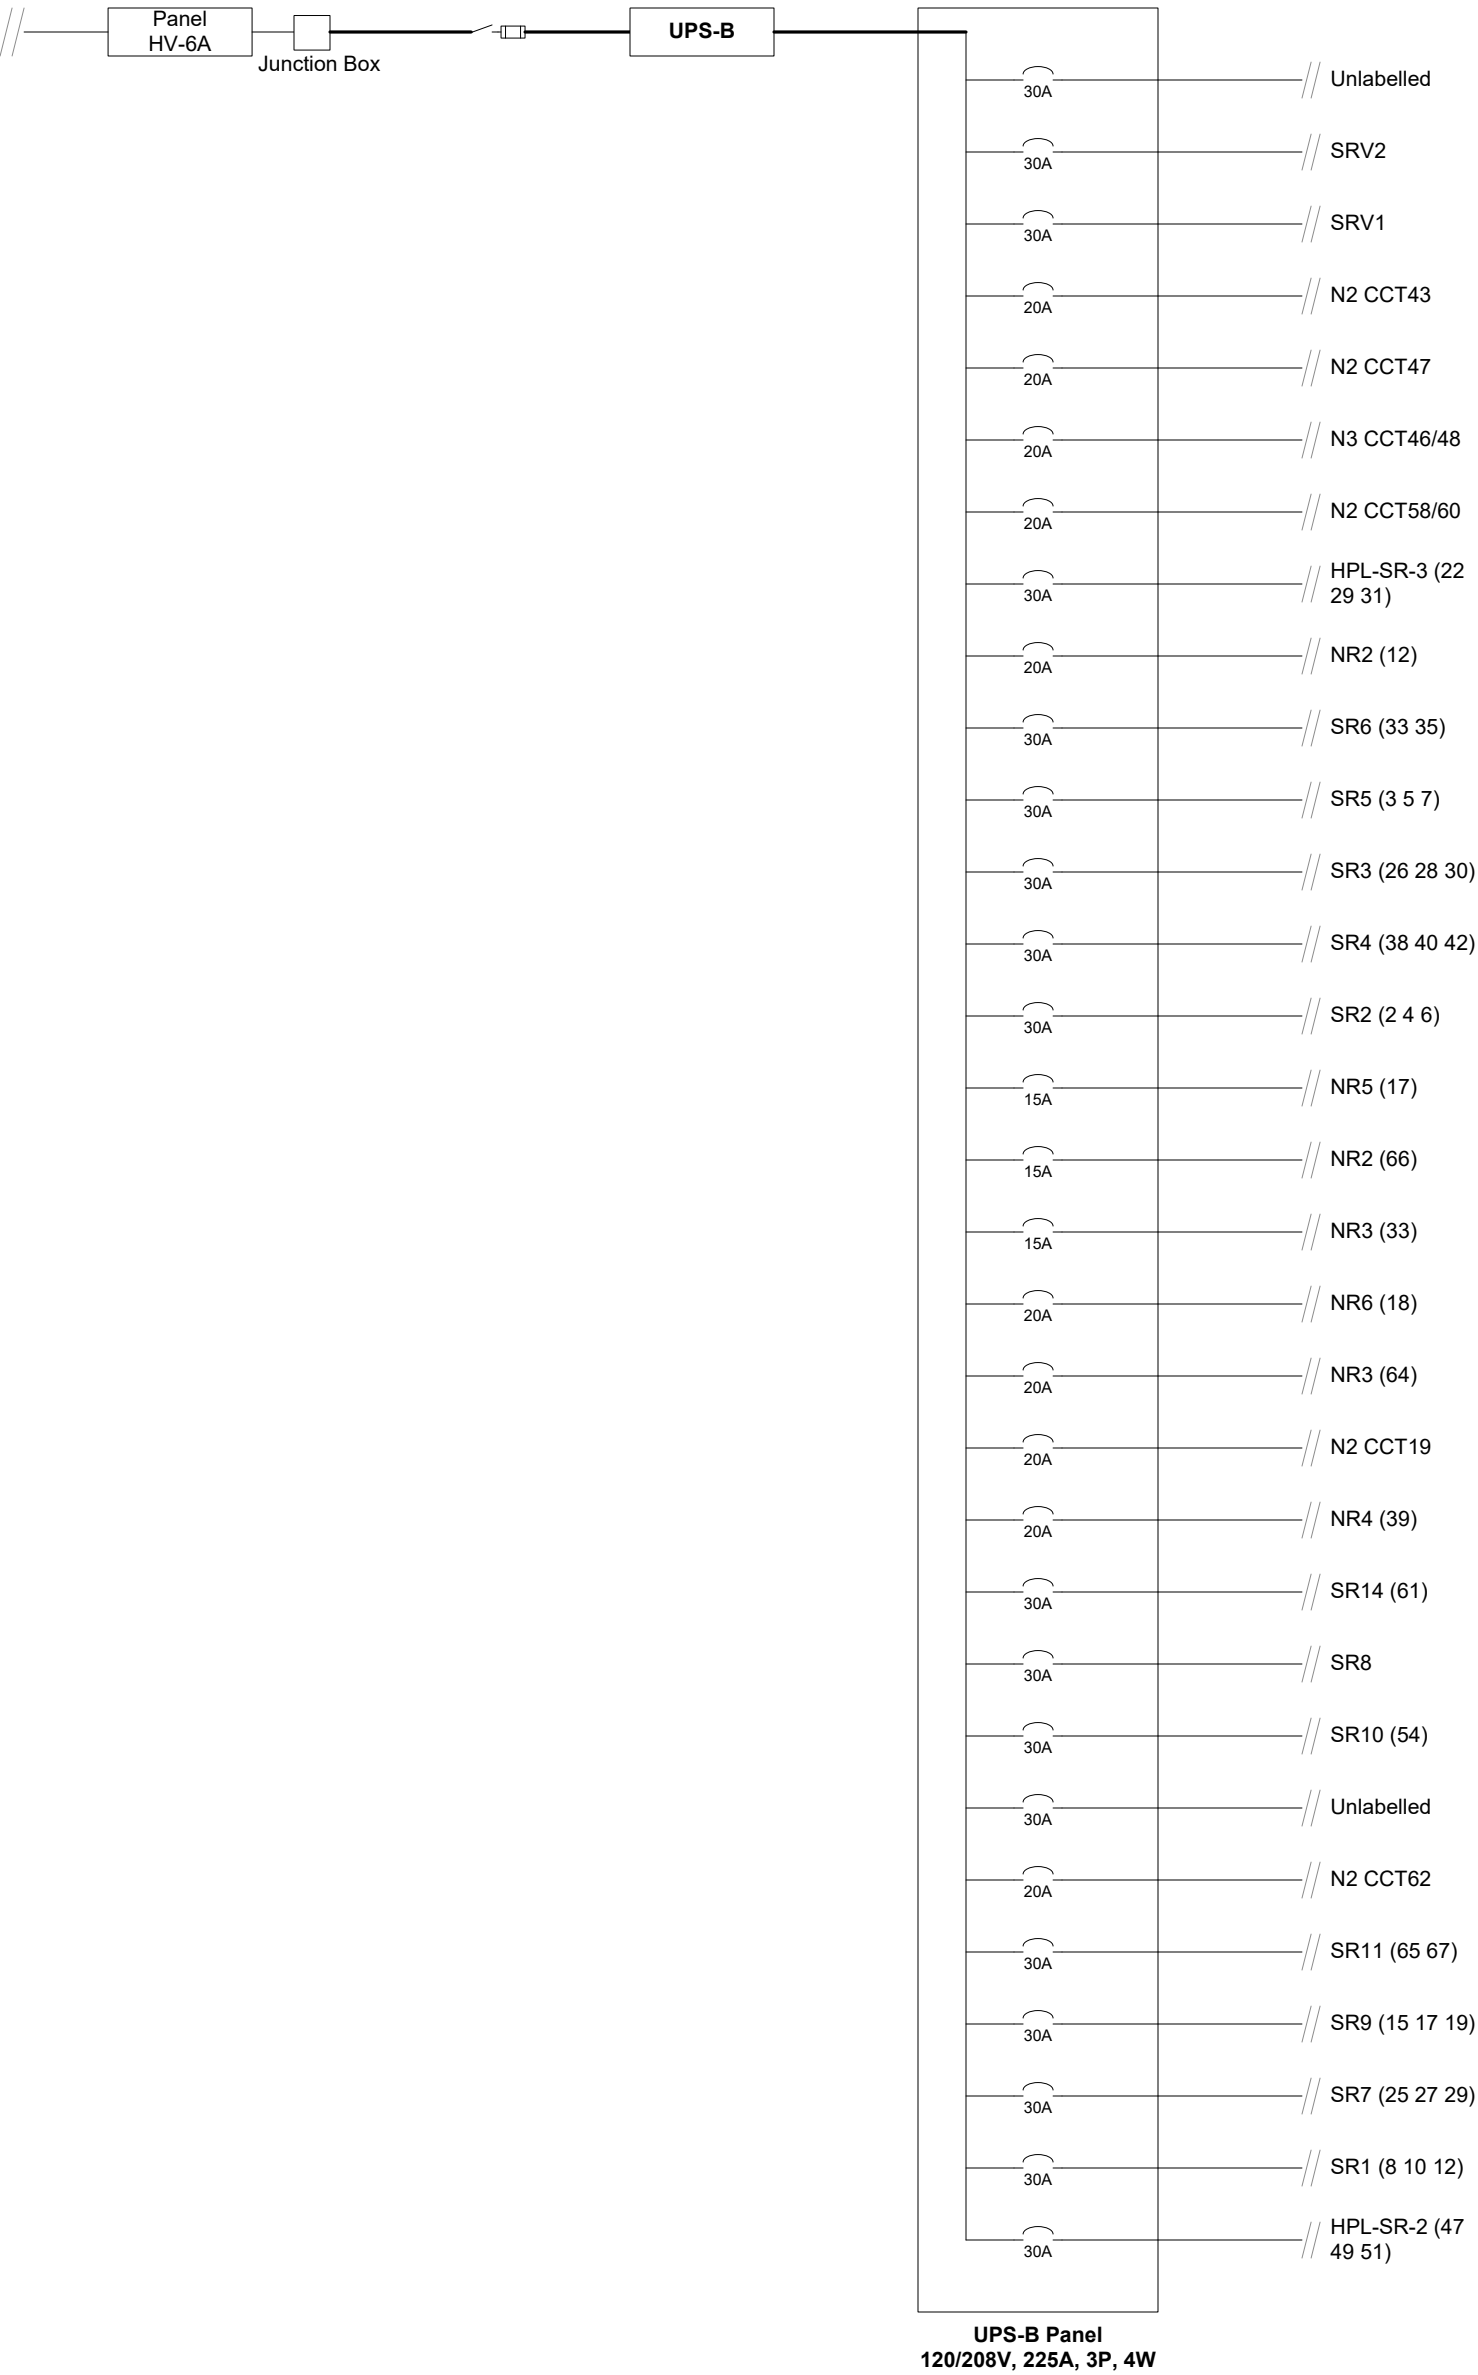 Panel
HV-6A
Junction Box
UPS-B
30A
Unlabelled
30A
SRV2
30A
SRV1
20A
N2 CCT43
20A
N2 CCT47
20A
N3 CCT46/48
20A
N2 CCT58/60
30A
HPL-SR-3 (22
29 31)
20A
NR2 (12)
30A
SR6 (33 35)
30A
SR5 (3 5 7)
30A
SR3 (26 28 30)
30A
SR4 (38 40 42)
30A
SR2 (2 4 6)
15A
NR5 (17)
15A
NR2 (66)
15A
NR3 (33)
20A
NR6 (18)
20A
NR3 (64)
20A
N2 CCT19
20A
NR4 (39)
30A
SR14 (61)
30A
SR8
30A
SR10 (54)
30A
Unlabelled
20A
N2 CCT62
30A
SR11 (65 67)
30A
SR9 (15 17 19)
30A
SR7 (25 27 29)
30A
SR1 (8 10 12)
30A
HPL-SR-2 (47
49 51)
UPS-B Panel
120/208V, 225A, 3P, 4W